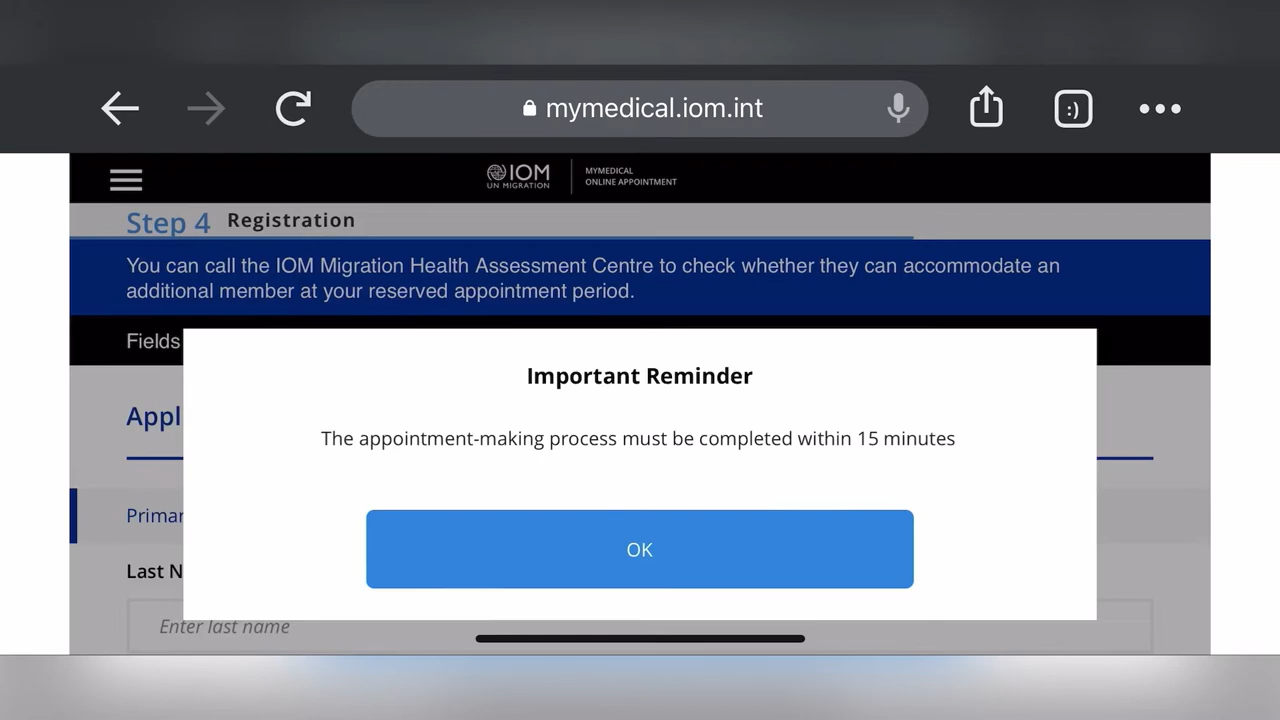 mymedical.iom.int
:)
IOM
UN MIGRATION
MYMEDICAL
ONLINE APPOINTMENT
Step 4 Registration
You can call the IOM Migration Health Assessment Centre to check whether they can accommodate an
additional member at your reserved appointment period.
Fields
Important Reminder
Appl
The appointment-making process must be completed within 15 minutes
Primar
OK
Last N
Enter last name